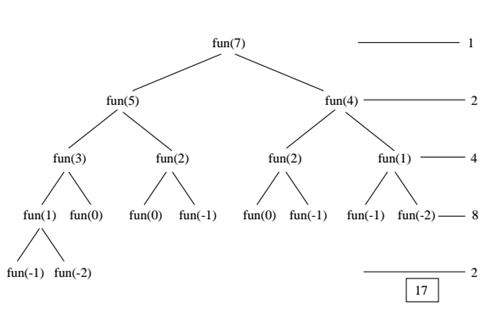 fun(7) 1
fun(5) fun(4) 2
fun(3) fun(2) fun(2) fun(1) 4
fun(1) fun(0) fun(0) fun(-1) fun(0) fun(-1) fun(-1) fun(-2) 8
fun(-1) fun(-2) 2
17